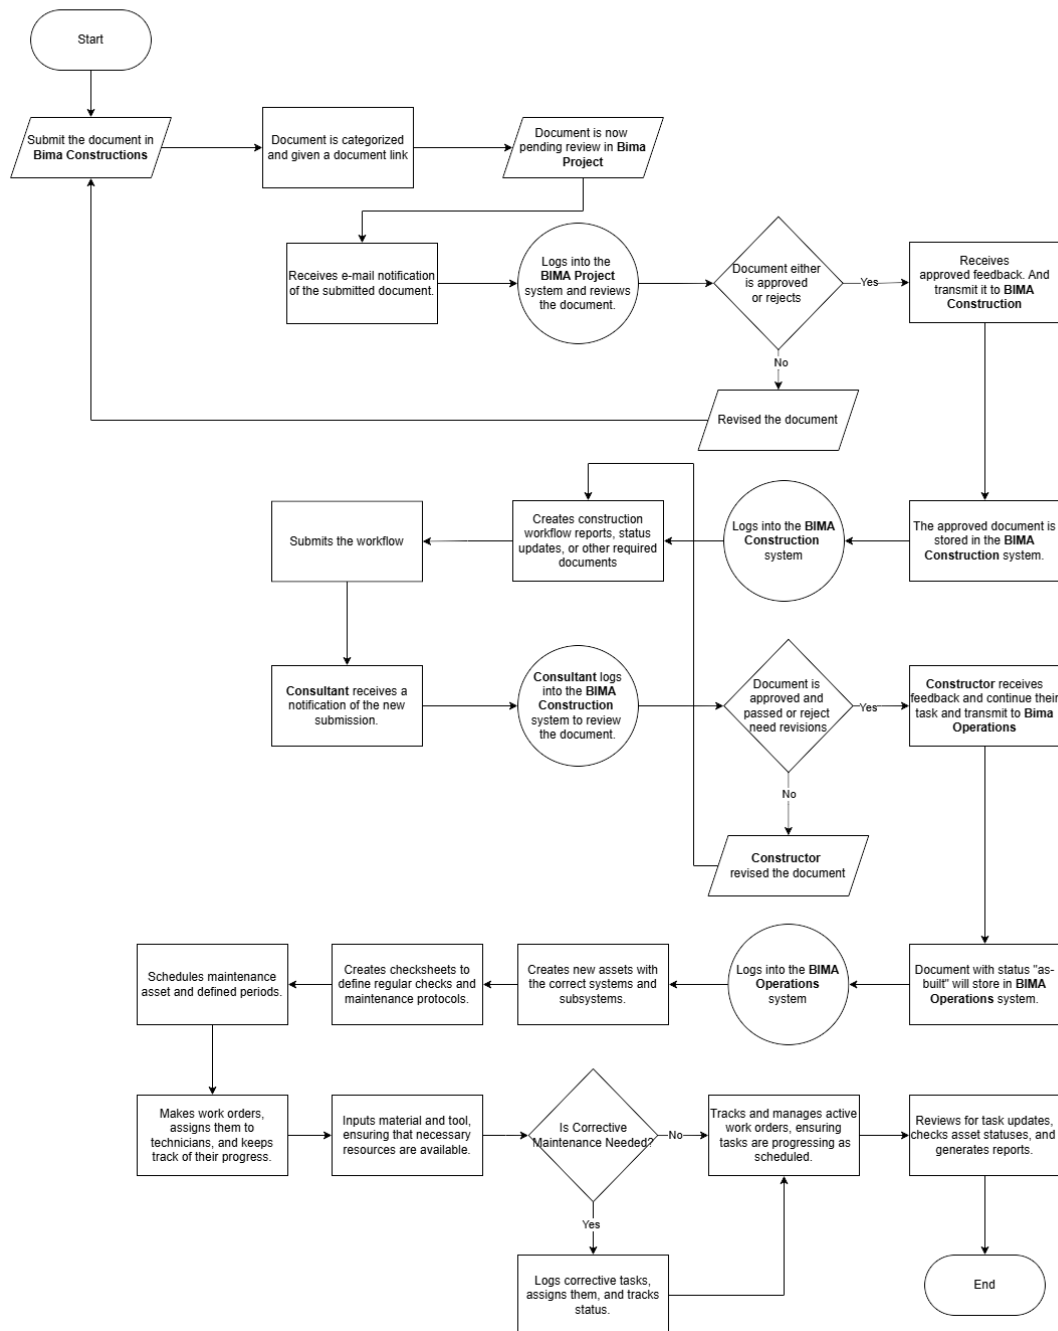 Start
Submit the document in
Bima Constructions
Document is categorized
and given a document link
Document is now
pending review in Bima
Project
Receives e-mail notification
of the submitted document.
Logs into the
BIMA Project
system and reviews
the document.
Document either
is approved
or rejects
Yes
Receives
approved feedback. And
transmit it to BIMA
Construction
No
Revised the document
Submits the workflow
Creates construction
workflow reports, status
updates, or other required
documents
Logs into the BIMA
Construction
system
The approved document is
stored in the BIMA
Construction system.
Consultant receives a
notification of the new
submission.
Consultant logs
into the BIMA
Construction
system to review
the document.
Document is
approved and
passed or reject
need revisions
Yes
Constructor receives
feedback and continue their
task and transmit to Bima
Operations
No
Constructor
revised the document
Schedules maintenance
asset and defined periods.
Creates checksheets to
define regular checks and
maintenance protocols.
Creates new assets with
the correct systems and
subsystems.
Logs into the BIMA
Operations
system
Document with status "as-
built" will store in BIMA
Operations system.
Makes work orders,
assigns them to
technicians, and keeps
track of their progress.
Inputs material and tool,
ensuring that necessary
resources are available.
Is Corrective
Maintenance Needed?
No
Tracks and manages active
work orders, ensuring
tasks are progressing as
scheduled.
Reviews for task updates,
checks asset statuses, and
generates reports.
Yes
Logs corrective tasks,
assigns them, and tracks
status.
End